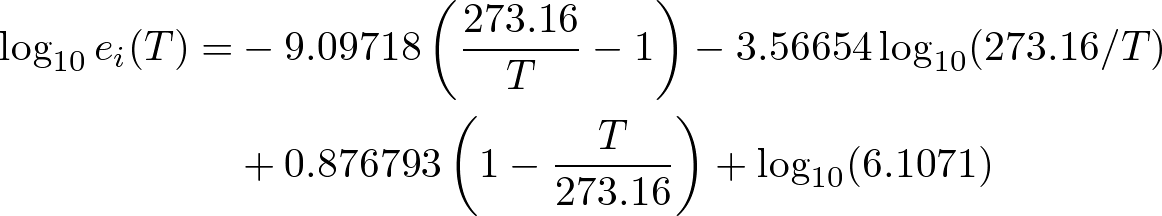 log₁₀ eᵢ(T) = − 9.09718 (273.16/T − 1) − 3.56654 log₁₀(273.16/T)
+ 0.876793 (1 − T/273.16) + log₁₀(6.1071)